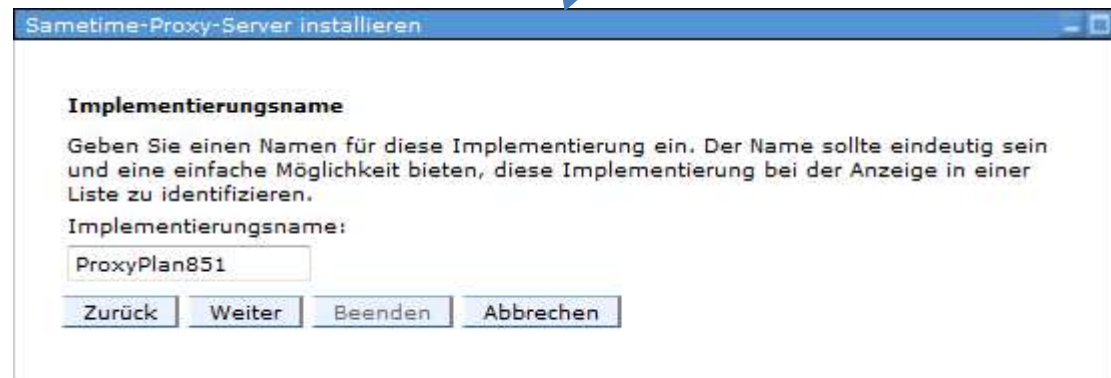 Sametime-Proxy-Server installieren
Implementierungsname
Geben Sie einen Namen für diese Implementierung ein. Der Name sollte eindeutig sein
und eine einfache Möglichkeit bieten, diese Implementierung bei der Anzeige in einer
Liste zu identifizieren.
Implementierungsname:
ProxyPlan851
Zurück Weiter Beenden Abbrechen